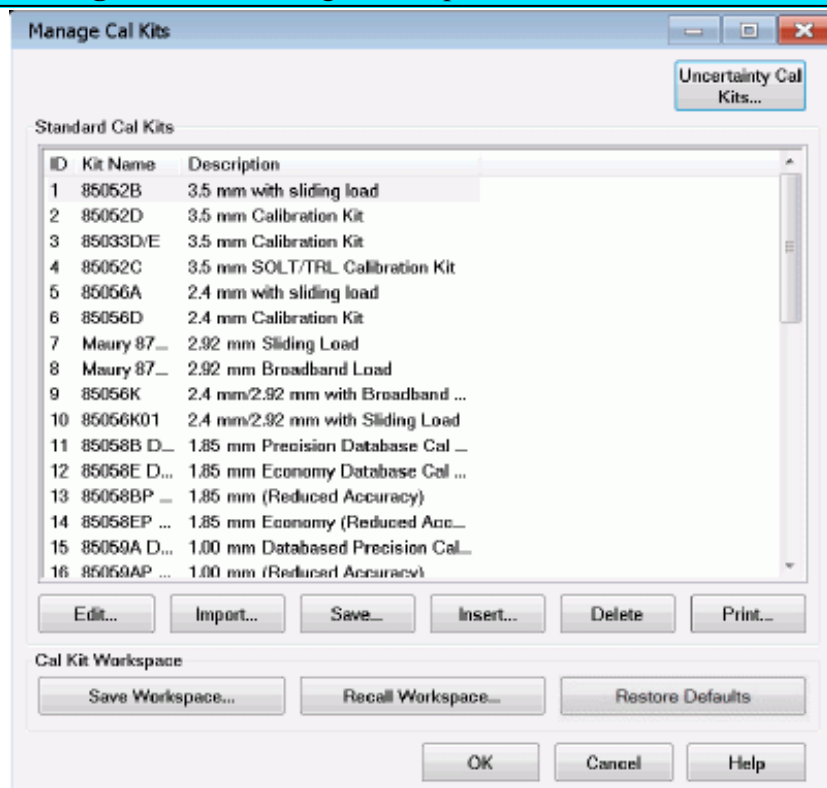 Manage Cal Kits
Uncertainty Cal
Kits...
Standard Cal Kits
ID Kit Name Description
1 85052B 3.5 mm with sliding load
2 85052D 3.5 mm Calibration Kit
3 85033D/E 3.5 mm Calibration Kit
4 85052C 3.5 mm SOLT/TRL Calibration Kit
5 85056A 2.4 mm with sliding load
6 85056D 2.4 mm Calibration Kit
7 Maury 87... 2.92 mm Sliding Load
8 Maury 87... 2.92 mm Broadband Load
9 85056K 2.4 mm/2.92 mm with Broadband ...
10 85056K01 2.4 mm/2.92 mm with Sliding Load
11 85058B D... 1.85 mm Precision Database Cal ...
12 85058E D... 1.85 mm Economy Database Cal ...
13 85058BP ... 1.85 mm (Reduced Accuracy)
14 85058EP ... 1.85 mm Economy (Reduced Acc...
15 85059A D... 1.00 mm Databased Precision Cal...
16 85059AP ... 1.00 mm (Reduced Accuracy)
Edit... Import... Save... Insert... Delete Print...
Cal Kit Workspace
Save Workspace... Recall Workspace... Restore Defaults
OK Cancel Help